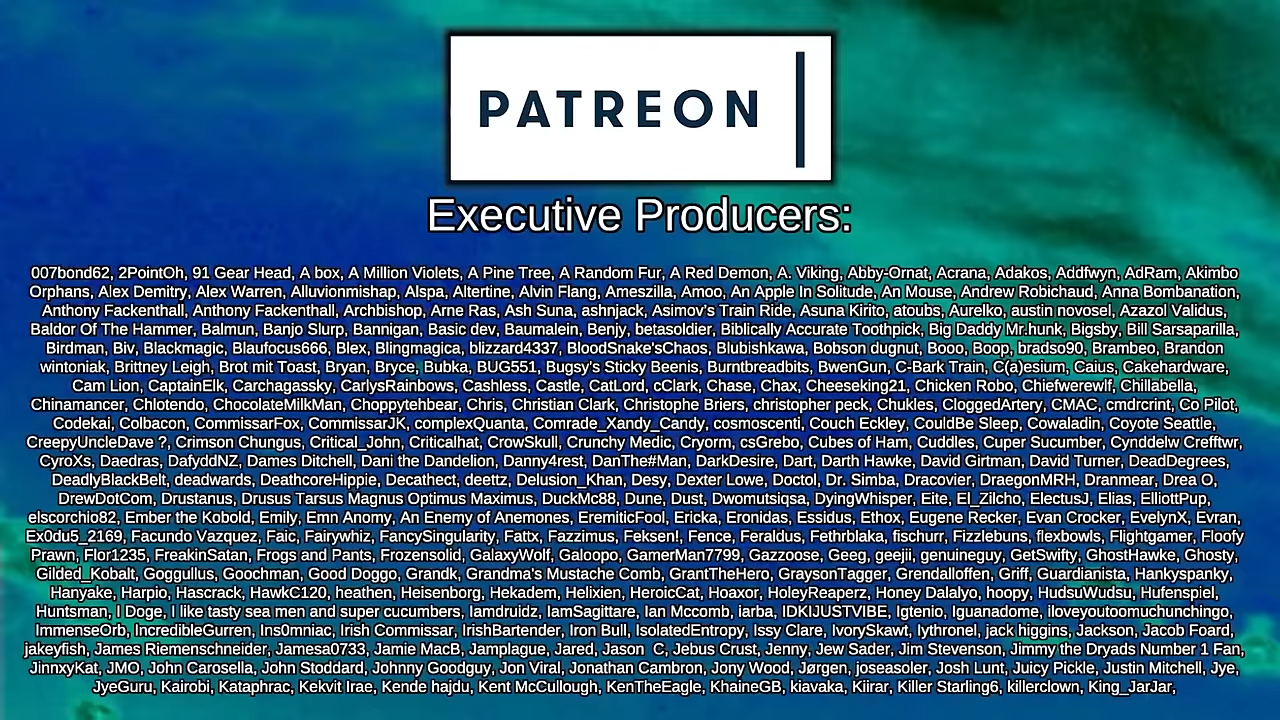 PATREON
Executive Producers:
007bond62, 2PointOh, 91 Gear Head, A box, A Million Violets, A Pine Tree, A Random Fur, A Red Demon, A. Viking, Abby-Ornat, Acrana, Adakos, Addfwyn, AdRam, Akimbo
Orphans, Alex Demitry, Alex Warren, Alluvionmishap, Alspa, Altertine, Alvin Flang, Ameszilla, Amoo, An Apple In Solitude, An Mouse, Andrew Robichaud, Anna Bombanation,
Anthony Fackenthall, Anthony Fackenthall, Archbishop, Arne Ras, Ash Suna, ashnjack, Asimov's Train Ride, Asuna Kirito, atoubs, Aurelko, austin novosel, Azazol Validus,
Baldor Of The Hammer, Balmun, Banjo Slurp, Bannigan, Basic dev, Baumalein, Benjy, betasoldier, Biblically Accurate Toothpick, Big Daddy Mr.hunk, Bigsby, Bill Sarsaparilla,
Birdman, Biv, Blackmagic, Blaufocus666, Blex, Blingmagica, blizzard4337, BloodSnake'sChaos, Blubishkawa, Bobson dugnut, Booo, Boop, bradso90, Brambeo, Brandon
wintoniak, Brittney Leigh, Brot mit Toast, Bryan, Bryce, Bubka, BUG551, Bugsy's Sticky Beenis, Burntbreadbits, BwenGun, C-Bark Train, C(a)esium, Caius, Cakehardware,
Cam Lion, CaptainElk, Carchagassky, CarlysRainbows, Cashless, Castle, CatLord, cClark, Chase, Chax, Cheeseking21, Chicken Robo, Chiefwerewlf, Chillabella,
Chinamancer, Chlotendo, ChocolateMilkMan, Choppytehbear, Chris, Christian Clark, Christophe Briers, christopher peck, Chukles, CloggedArtery, CMAC, cmdrcrint, Co Pilot,
Codekai, Colbacon, CommissarFox, CommissarJK, complexQuanta, Comrade_Xandy_Candy, cosmoscenti, Couch Eckley, CouldBe Sleep, Cowaladin, Coyote Seattle,
CreepyUncleDave ?, Crimson Chungus, Critical_John, Criticalhat, CrowSkull, Crunchy Medic, Cryorm, csGrebo, Cubes of Ham, Cuddles, Cuper Sucumber, Cynddelw Crefftwr,
CyroXs, Daedras, DafyddNZ, Dames Ditchell, Dani the Dandelion, Danny4rest, DanThe#Man, DarkDesire, Dart, Darth Hawke, David Girtman, David Turner, DeadDegrees,
DeadlyBlackBelt, deadwards, DeathcoreHippie, Decathect, deettz, Delusion_Khan, Desy, Dexter Lowe, Doctol, Dr. Simba, Dracovier, DraegonMRH, Dranmear, Drea O,
DrewDotCom, Drustanus, Drusus Tarsus Magnus Optimus Maximus, DuckMc88, Dune, Dust, Dwomutsiqsa, DyingWhisper, Eite, El_Zilcho, ElectusJ, Elias, ElliottPup,
elscorchio82, Ember the Kobold, Emily, Emn Anomy, An Enemy of Anemones, EremiticFool, Ericka, Eronidas, Essidus, Ethox, Eugene Recker, Evan Crocker, EvelynX, Evran,
Ex0du5_2169, Facundo Vazquez, Faic, Fairywhiz, FancySingularity, Fattx, Fazzimus, Feksen!, Fence, Feraldus, Fethrblaka, fischurr, Fizzlebuns, flexbowls, Flightgamer, Floofy
Prawn, Flor1235, FreakinSatan, Frogs and Pants, Frozensolid, GalaxyWolf, Galoopo, GamerMan7799, Gazzoose, Geeg, geejii, genuineguy, GetSwifty, GhostHawke, Ghosty,
Gilded_Kobalt, Goggullus, Goochman, Good Doggo, Grandk, Grandma's Mustache Comb, GrantTheHero, GraysonTagger, Grendalloffen, Griff, Guardianista, Hankyspanky,
Hanyake, Harpio, Hascrack, HawkC120, heathen, Heisenborg, Hekadem, Helixien, HeroicCat, Hoaxor, HoleyReaperz, Honey Dalalyo, hoopy, HudsuWudsu, Hufenspiel,
Huntsman, I Doge, I like tasty sea men and super cucumbers, Iamdruidz, IamSagittare, Ian Mccomb, iarba, IDKIJUSTVIBE, Igtenio, Iguanadome, iloveyoutoomuchunchingo,
ImmenseOrb, IncredibleGurren, Ins0mniac, Irish Commissar, IrishBartender, Iron Bull, IsolatedEntropy, Issy Clare, IvorySkawt, Iythronel, jack higgins, Jackson, Jacob Foard,
jakeyfish, James Riemenschneider, Jamesa0733, Jamie MacB, Jamplague, Jared, Jason  C, Jebus Crust, Jenny, Jew Sader, Jim Stevenson, Jimmy the Dryads Number 1 Fan,
JinnxyKat, JMO, John Carosella, John Stoddard, Johnny Goodguy, Jon Viral, Jonathan Cambron, Jony Wood, Jørgen, joseasoler, Josh Lunt, Juicy Pickle, Justin Mitchell, Jye,
JyeGuru, Kairobi, Kataphrac, Kekvit Irae, Kende hajdu, Kent McCullough, KenTheEagle, KhaineGB, kiavaka, Kiirar, Killer Starling6, killerclown, King_JarJar,